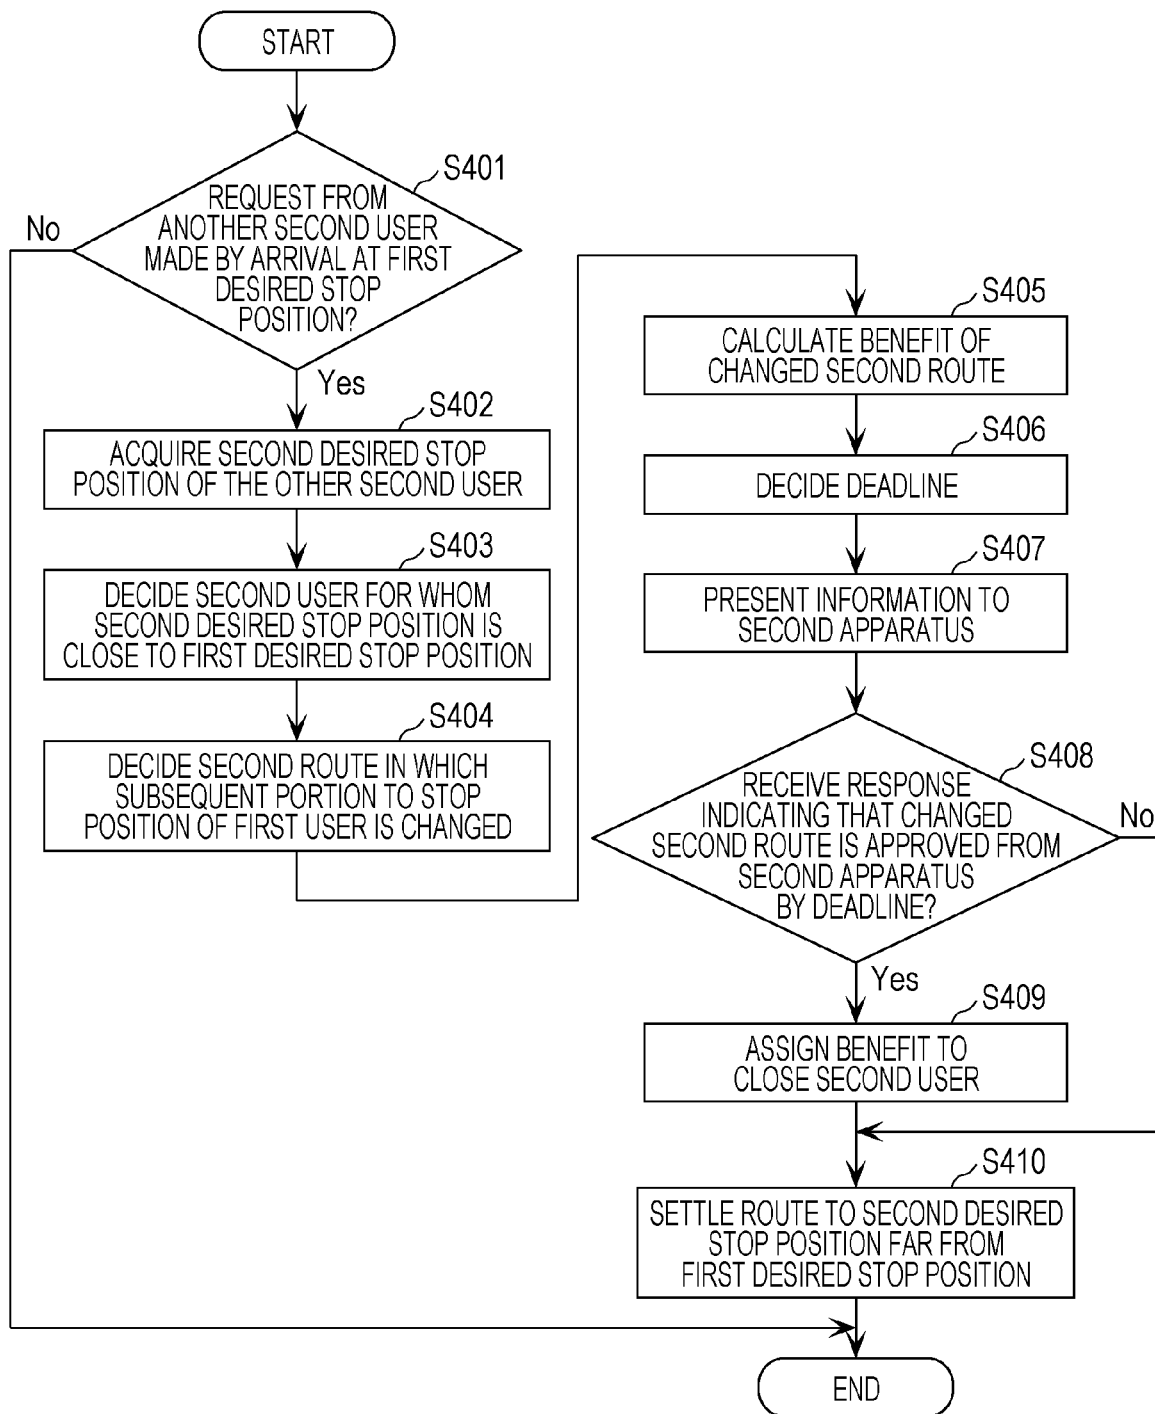 START
S401
REQUEST FROM
ANOTHER SECOND USER
MADE BY ARRIVAL AT FIRST
DESIRED STOP
POSITION?
No
Yes
S402
ACQUIRE SECOND DESIRED STOP
POSITION OF THE OTHER SECOND USER
S403
DECIDE SECOND USER FOR WHOM
SECOND DESIRED STOP POSITION IS
CLOSE TO FIRST DESIRED STOP POSITION
S404
DECIDE SECOND ROUTE IN WHICH
SUBSEQUENT PORTION TO STOP
POSITION OF FIRST USER IS CHANGED
S405
CALCULATE BENEFIT OF
CHANGED SECOND ROUTE
S406
DECIDE DEADLINE
S407
PRESENT INFORMATION TO
SECOND APPARATUS
S408
RECEIVE RESPONSE
INDICATING THAT CHANGED
SECOND ROUTE IS APPROVED FROM
SECOND APPARATUS
BY DEADLINE?
No
Yes
S409
ASSIGN BENEFIT TO
CLOSE SECOND USER
S410
SETTLE ROUTE TO SECOND DESIRED
STOP POSITION FAR FROM
FIRST DESIRED STOP POSITION
END